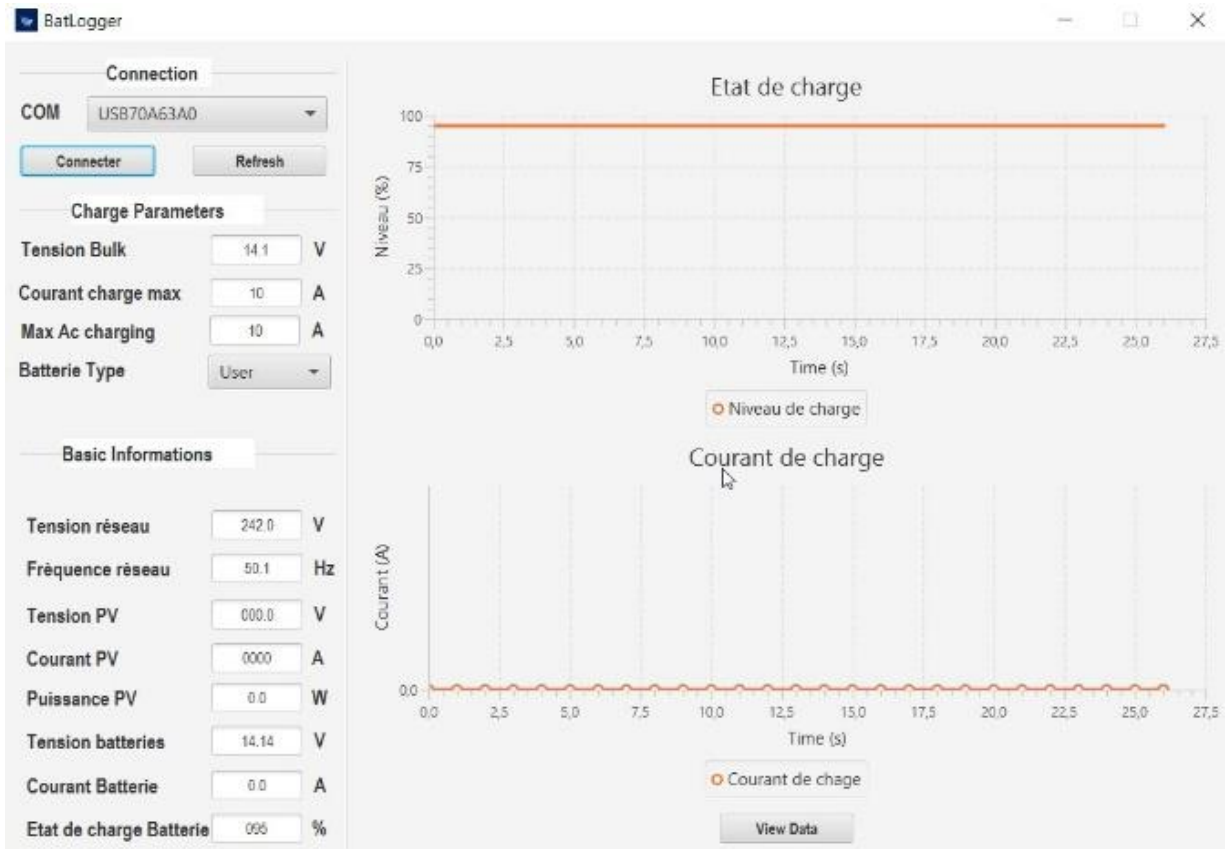 BatLogger
Connection
COM USB70A63A0
Connecter Refresh
Charge Parameters
Tension Bulk 14.1 V
Courant charge max 10 A
Max Ac charging 10 A
Batterie Type User
Basic Informations
Tension réseau 242.0 V
Fréquence réseau 50.1 Hz
Tension PV 000.0 V
Courant PV 0000 A
Puissance PV 0.0 W
Tension batteries 14.14 V
Courant Batterie 0.0 A
Etat de charge Batterie 095 %
Etat de charge
Niveau (%)
100
75
50
25
0
0,0 2,5 5,0 7,5 10,0 12,5 15,0 17,5 20,0 22,5 25,0 27,5
Time (s)
Niveau de charge
Courant de charge
Courant (A)
0,0
0,0 2,5 5,0 7,5 10,0 12,5 15,0 17,5 20,0 22,5 25,0 27,5
Time (s)
Courant de chage
View Data